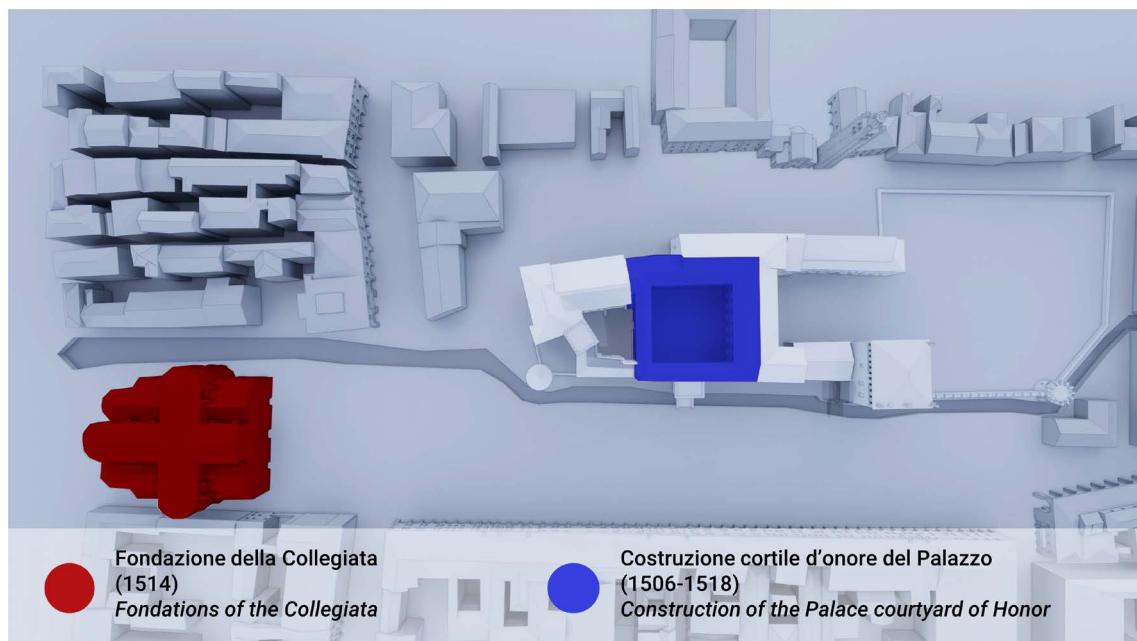 Fondazione della Collegiata
(1514)
Fondations of the Collegiata
Costruzione cortile d'onore del Palazzo
(1506-1518)
Construction of the Palace courtyard of Honor